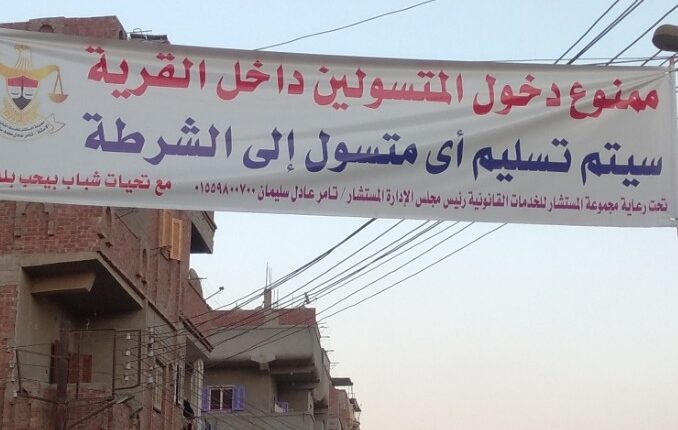 ممنوع دخول المتسولين داخل القرية
سيتم تسليم أى متسول إلى الشرطة
تحت رعاية مجموعة المستشار للخدمات القانونية رئيس مجلس الإدارة المستشار / تامر عادل سليمان ٠١٥٥٩٨٠٠٧٠٠
مع تحيات شباب بيحب